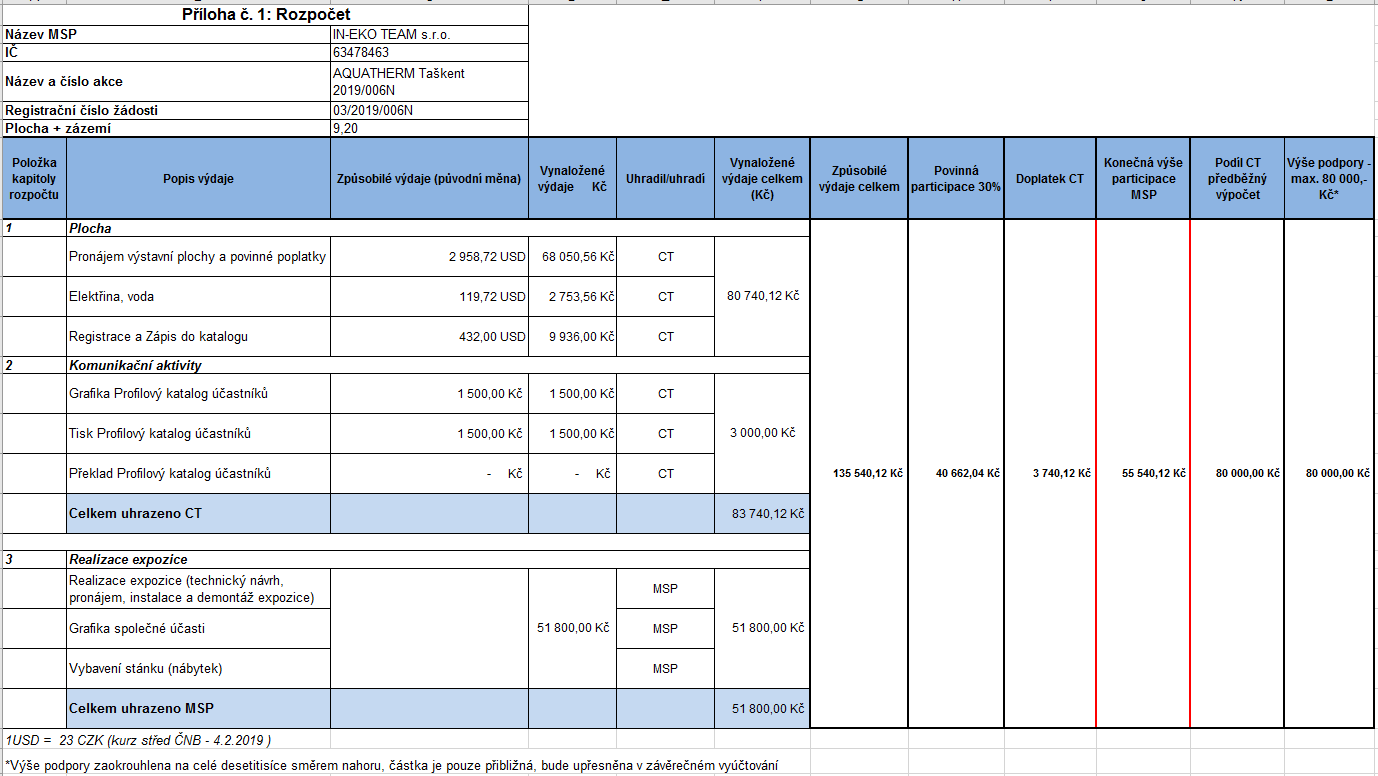 Příloha č. 1: Rozpočet
Název MSP IN-EKO TEAM s.r.o.
IČ 63478463
Název a číslo akce AQUATHERM Taškent
2019/006N
Registrační číslo žádosti 03/2019/006N
Plocha + zázemí 9,20
Položka kapitoly rozpočtu Popis výdaje Způsobilé výdaje (původní měna) Vynaložené výdaje Kč Uhradil/uhradí Vynaložené výdaje celkem (Kč) Způsobilé výdaje celkem Povinná participace 30% Doplatek CT Konečná výše participace MSP Podíl CT předběžný výpočet Výše podpory - max. 80 000,- Kč*
1 Plocha
Pronájem výstavní plochy a povinné poplatky 2 958,72 USD 68 050,56 Kč CT
Elektřina, voda 119,72 USD 2 753,56 Kč CT 80 740,12 Kč
Registrace a Zápis do katalogu 432,00 USD 9 936,00 Kč CT
2 Komunikační aktivity
Grafika Profilový katalog účastníků 1 500,00 Kč 1 500,00 Kč CT
Tisk Profilový katalog účastníků 1 500,00 Kč 1 500,00 Kč CT 3 000,00 Kč
Překlad Profilový katalog účastníků - Kč - Kč CT 135 540,12 Kč 40 662,04 Kč 3 740,12 Kč 55 540,12 Kč 80 000,00 Kč 80 000,00 Kč
Celkem uhrazeno CT 83 740,12 Kč
3 Realizace expozíce
Realizace expozice (technický návrh,
pronájem, instalace a demontáž expozice) MSP
Grafika společné účasti 51 800,00 Kč MSP 51 800,00 Kč
Vybavení stánku (nábytek) MSP
Celkem uhrazeno MSP 51 800,00 Kč
1USD = 23 CZK (kurz střed ČNB - 4.2.2019 )
*Výše podpory zaokrouhlena na celé desetitisíce směrem nahoru, částka je pouze přibližná, bude upřesněna v závěrečném vyúčtování